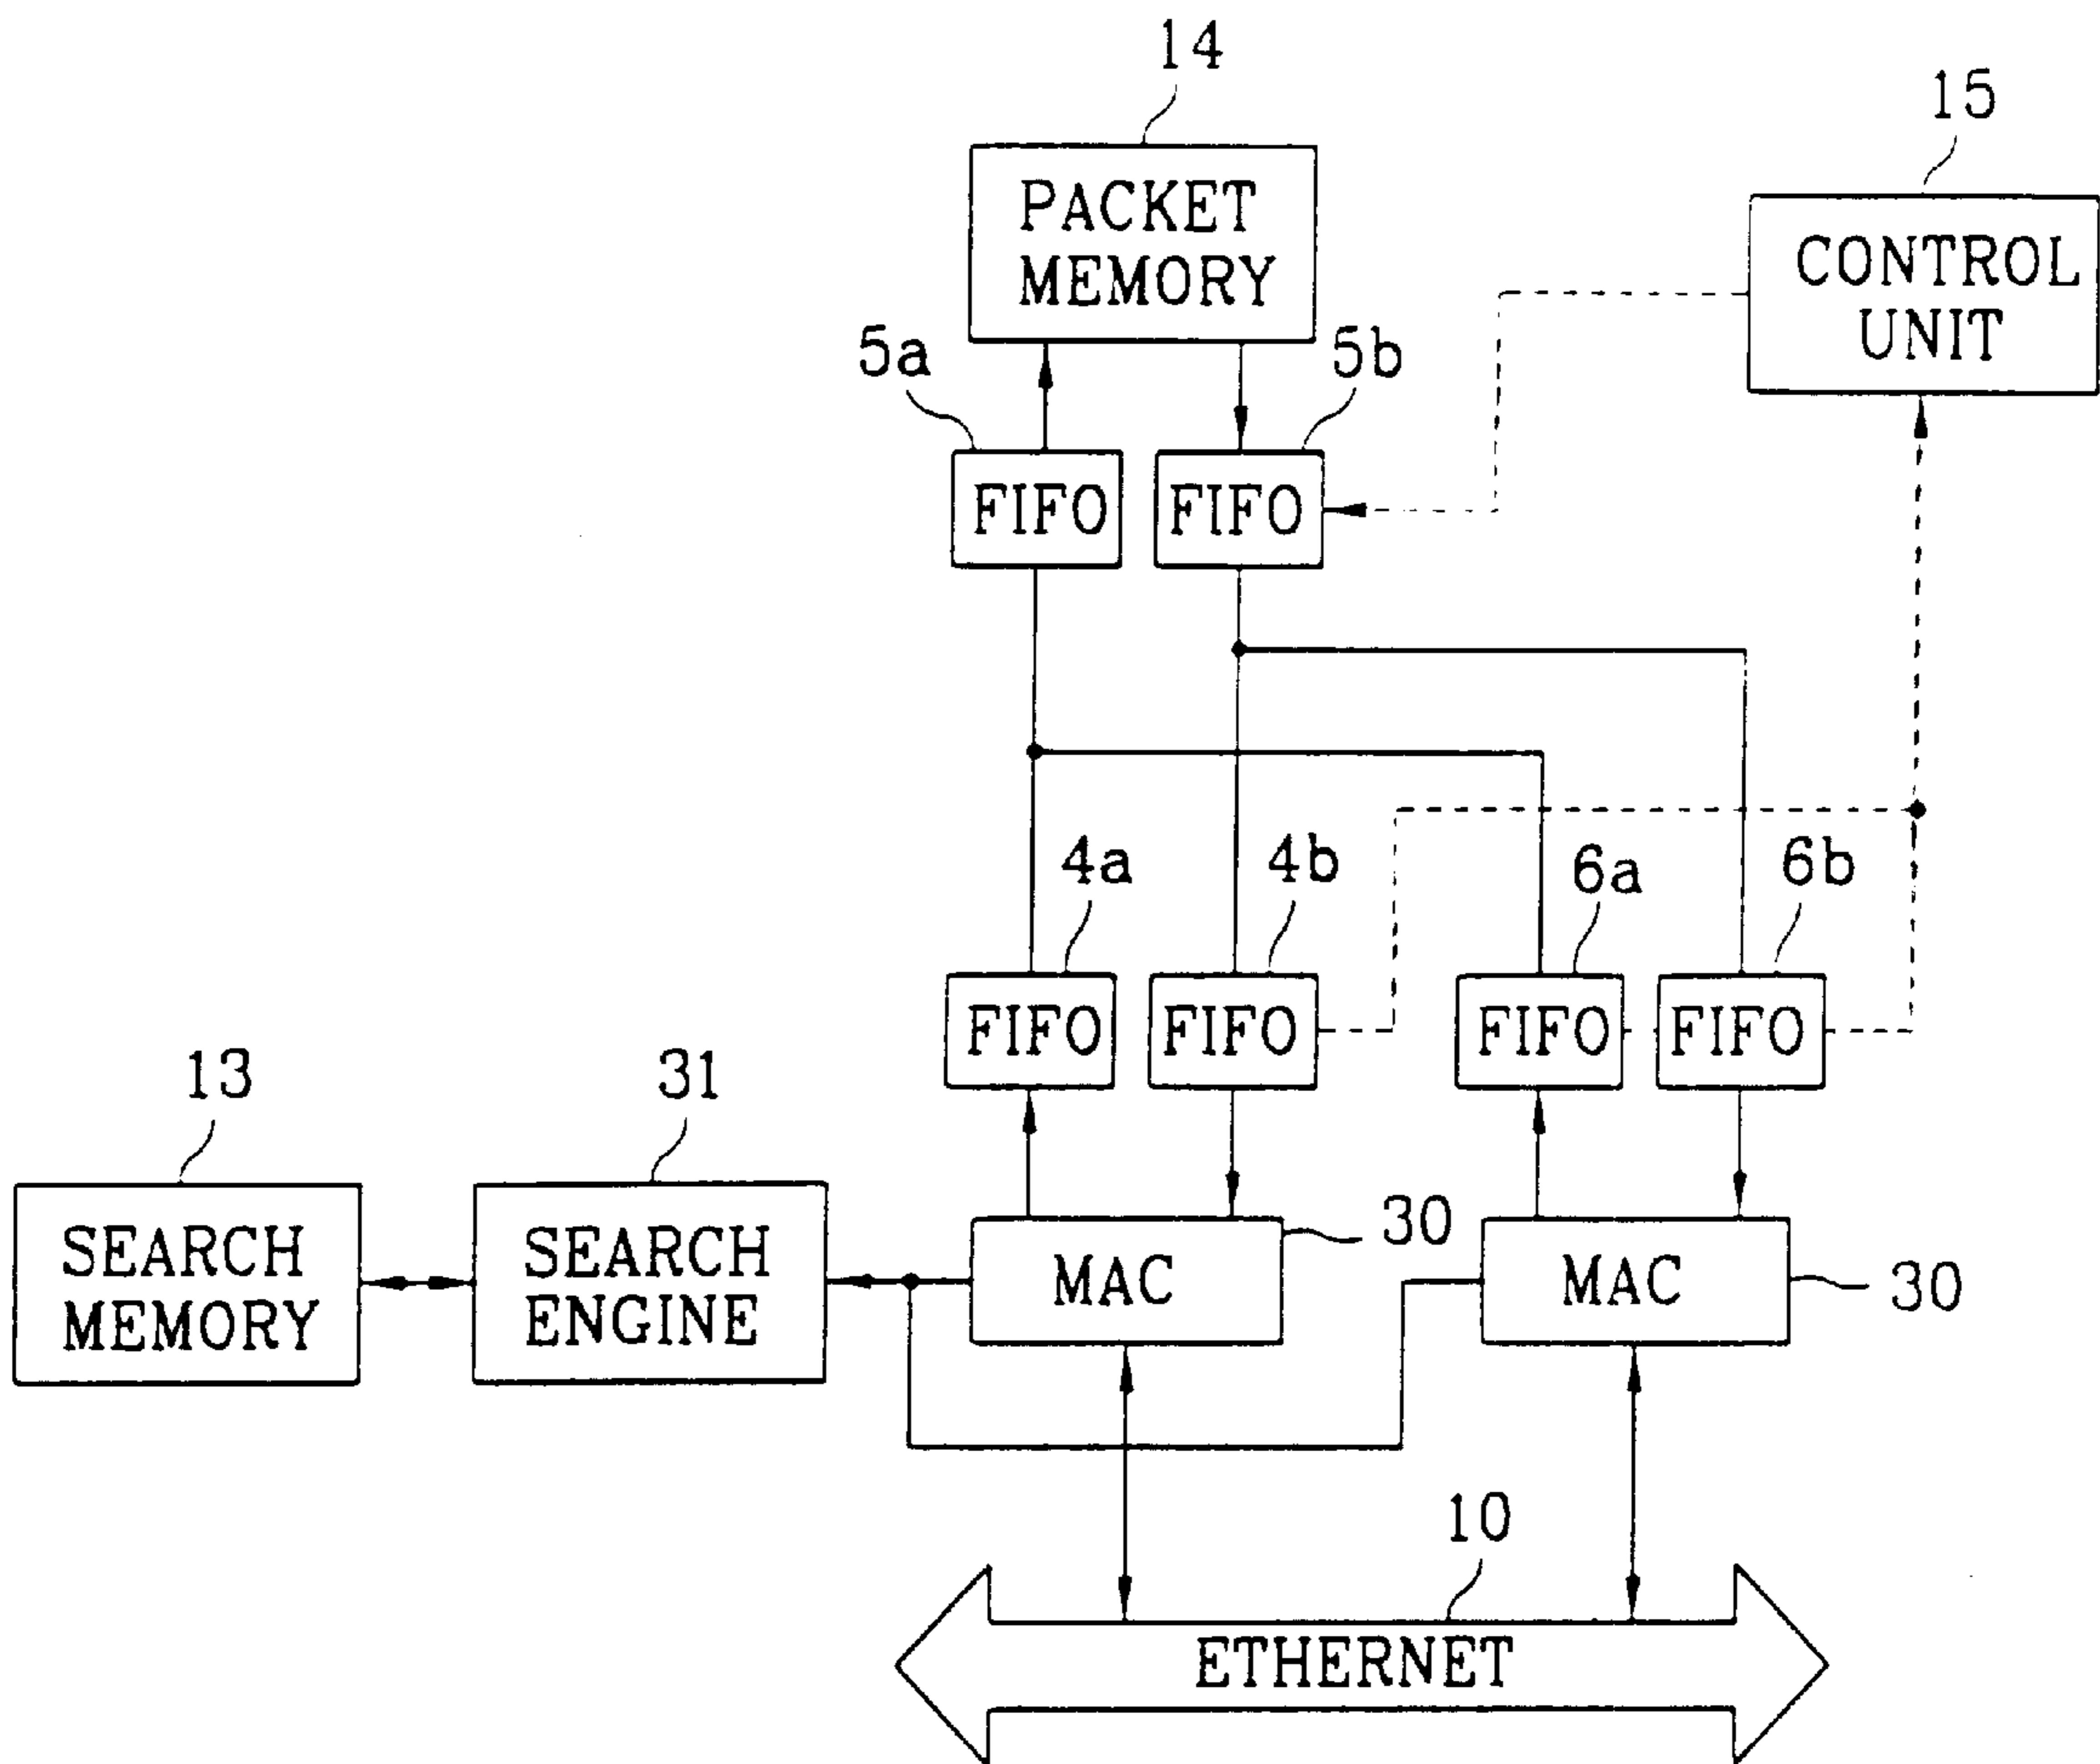 14
15
PACKET
MEMORY
CONTROL
UNIT
5a
5b
FIFO
FIFO
4a
4b
6a
6b
FIFO
FIFO
FIFO
FIFO
13
31
30
30
SEARCH
MEMORY
SEARCH
ENGINE
MAC
MAC
10
ETHERNET